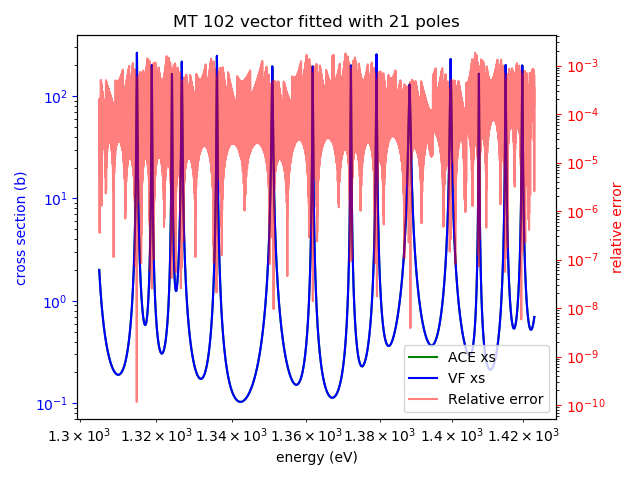 MT 102 vector fitted with 21 poles
cross section (b)
10²
10¹
10⁰
10⁻¹
10⁻³
10⁻⁴
10⁻⁵
10⁻⁶
10⁻⁷
10⁻⁸
10⁻⁹
10⁻¹⁰
relative error
ACE xs
VF xs
Relative error
1.3 × 10³ 1.32 × 10³ 1.34 × 10³ 1.36 × 10³ 1.38 × 10³ 1.4 × 10³ 1.42 × 10³
energy (eV)